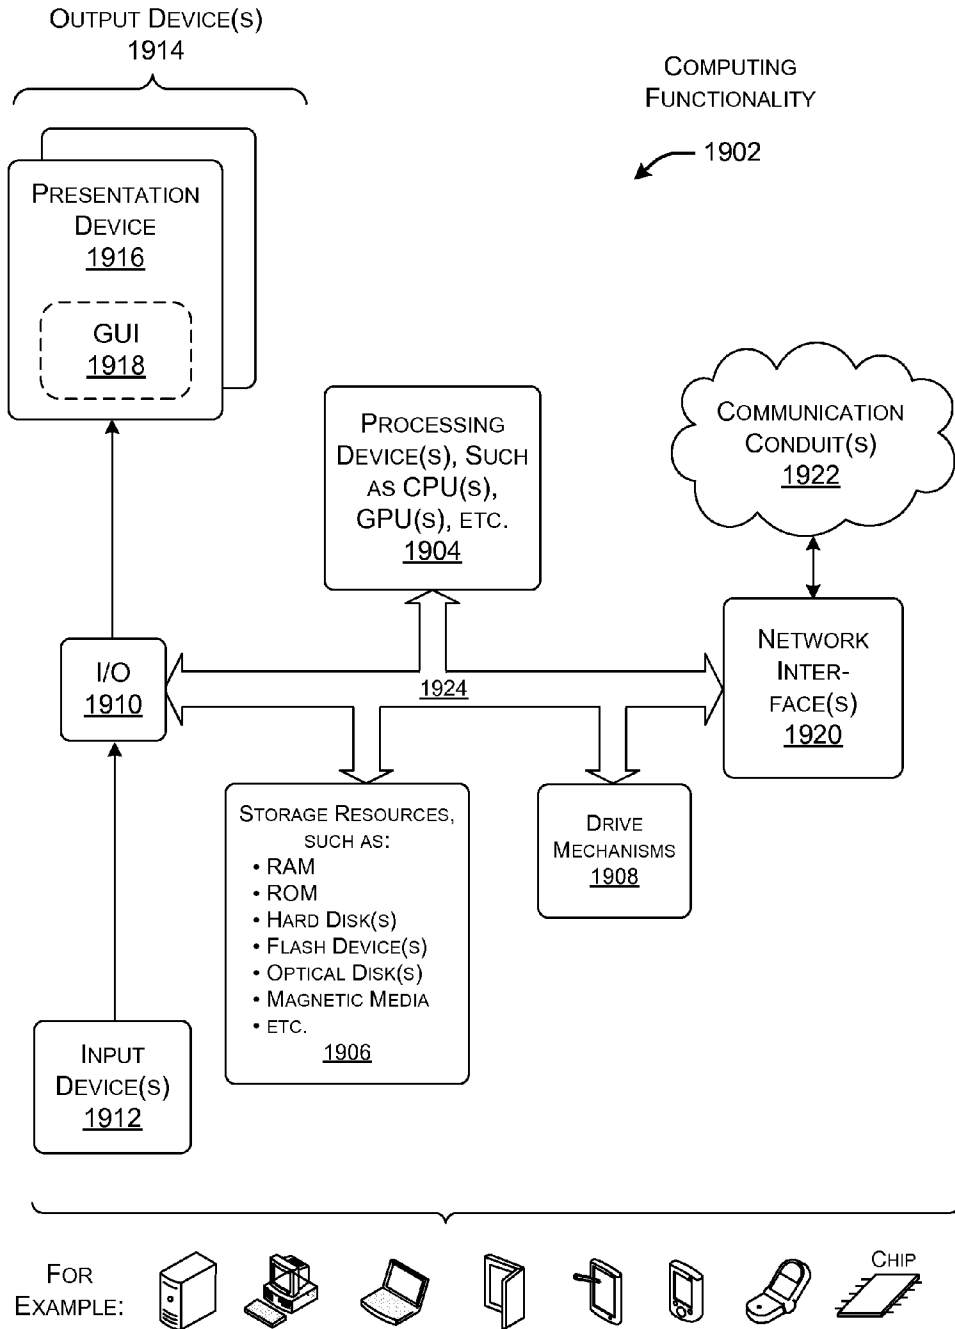 OUTPUT DEVICE(S)
1914
COMPUTING
FUNCTIONALITY
1902
PRESENTATION
DEVICE
1916
GUI
1918
PROCESSING
DEVICE(S), SUCH
AS CPU(S),
GPU(S), ETC.
1904
COMMUNICATION
CONDUIT(S)
1922
I/O
1910
1924
NETWORK
INTER-
FACE(S)
1920
STORAGE RESOURCES,
SUCH AS:
• RAM
• ROM
• HARD DISK(S)
• FLASH DEVICE(S)
• OPTICAL DISK(S)
• MAGNETIC MEDIA
• ETC.
1906
DRIVE
MECHANISMS
1908
INPUT
DEVICE(S)
1912
FOR
EXAMPLE:
CHIP